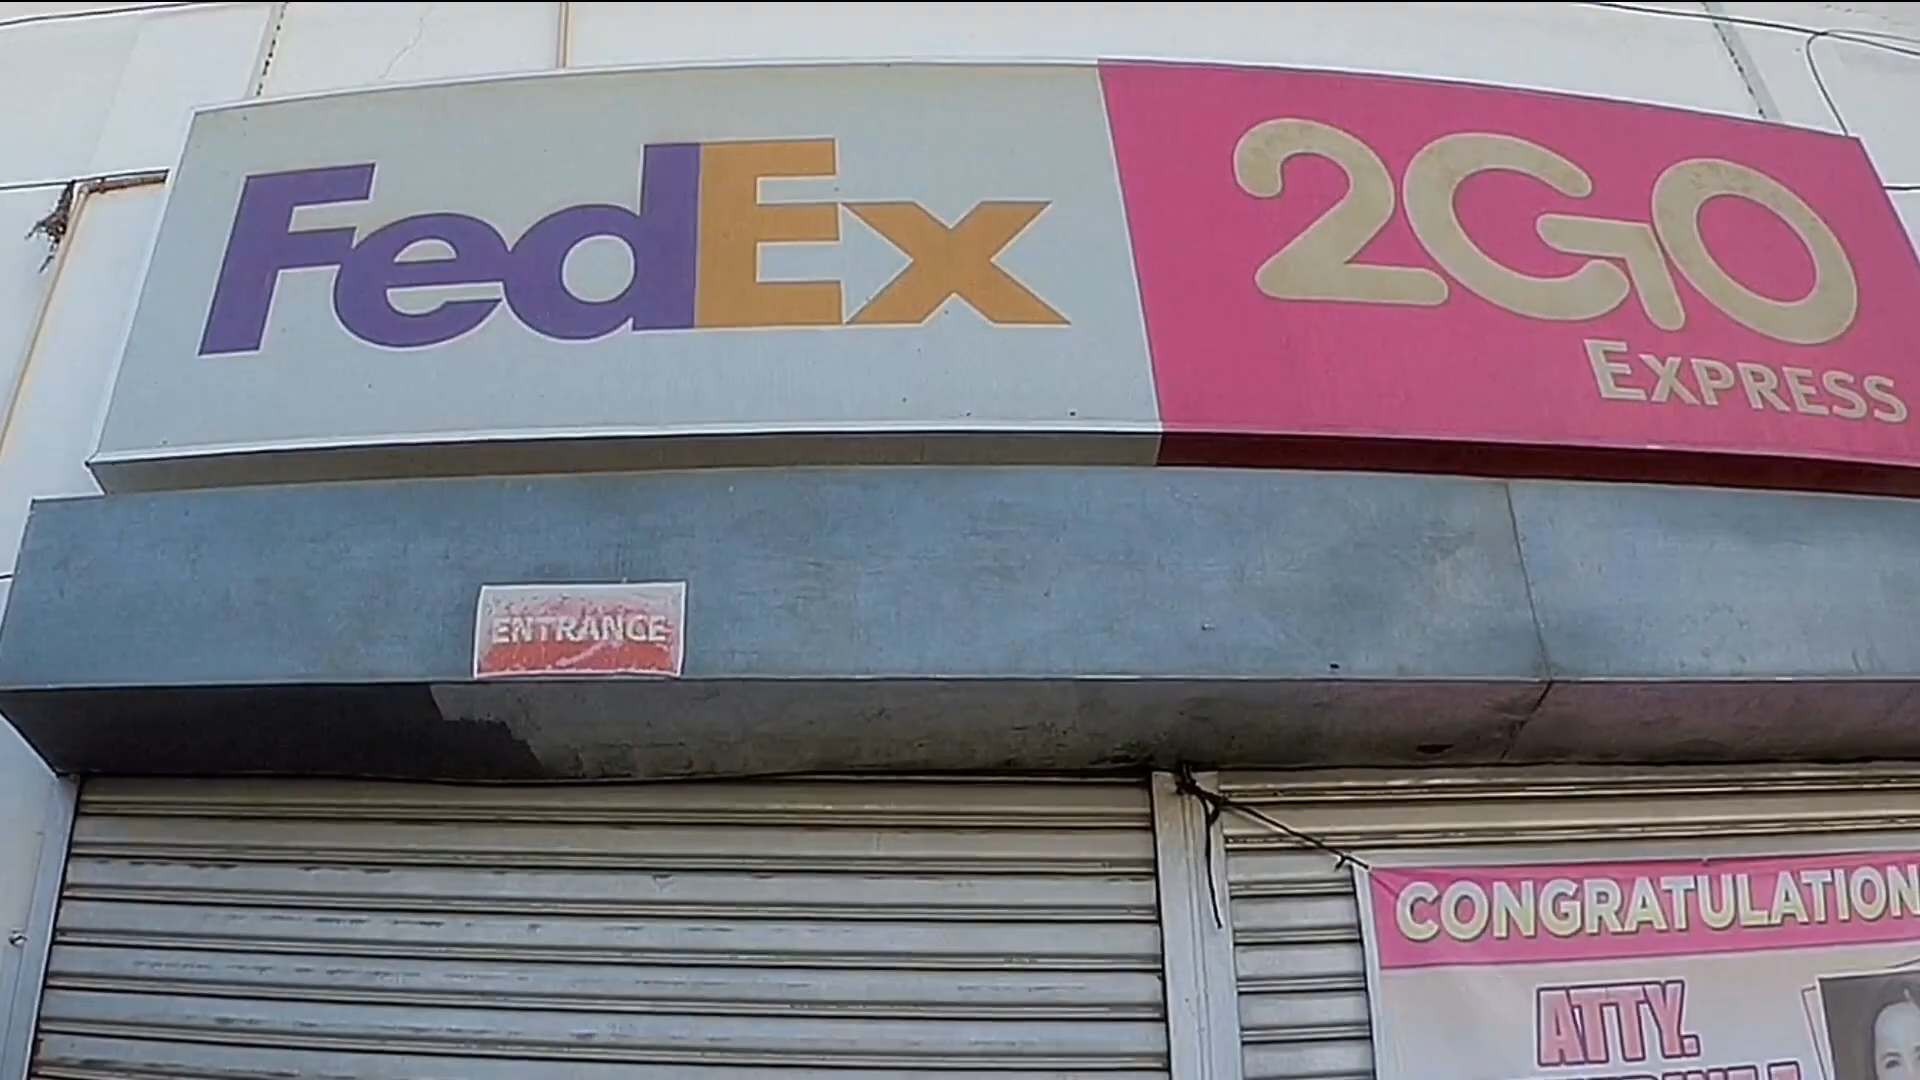 FedEx
2GO
EXPRESS
ENTRANCE
CONGRATULATION
ATTY.